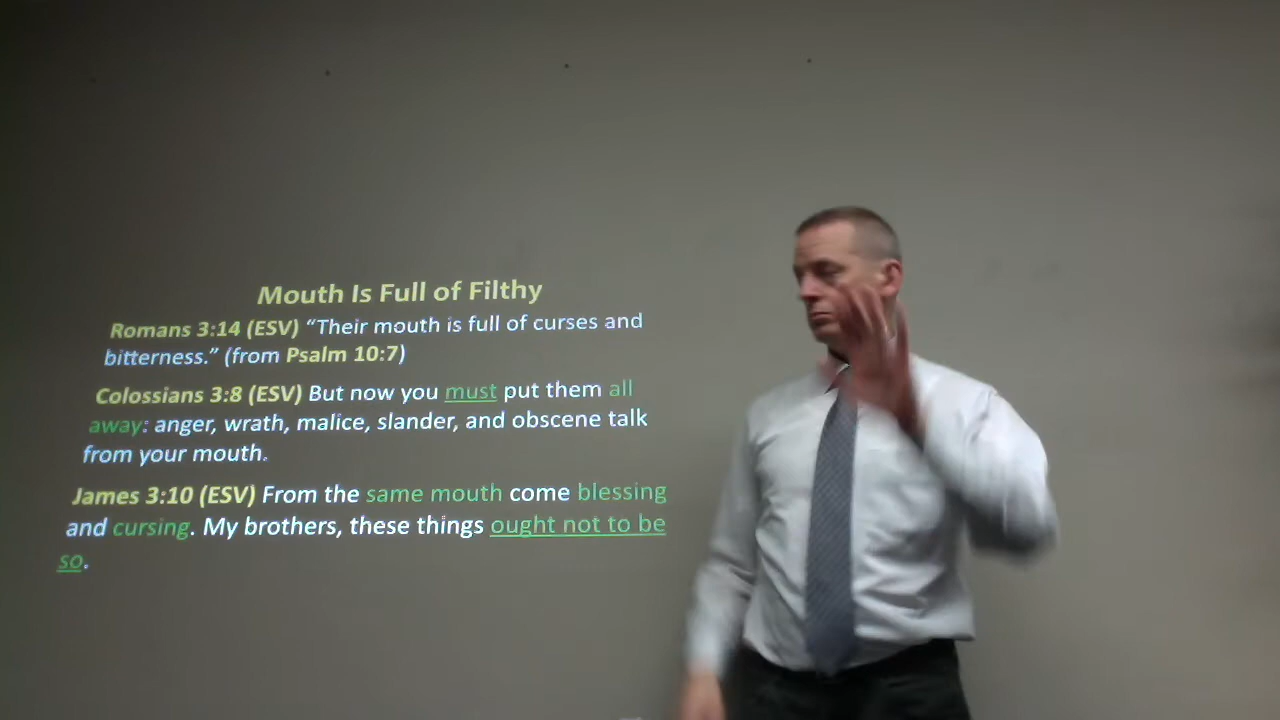 Mouth Is Full of Filthy
Romans 3:14 (ESV) “Their mouth is full of curses and
bitterness.” (from Psalm 10:7)
Colossians 3:8 (ESV) But now you must put them all
away: anger, wrath, malice, slander, and obscene talk
from your mouth.
James 3:10 (ESV) From the same mouth come blessing
and cursing. My brothers, these things ought not to be
so.